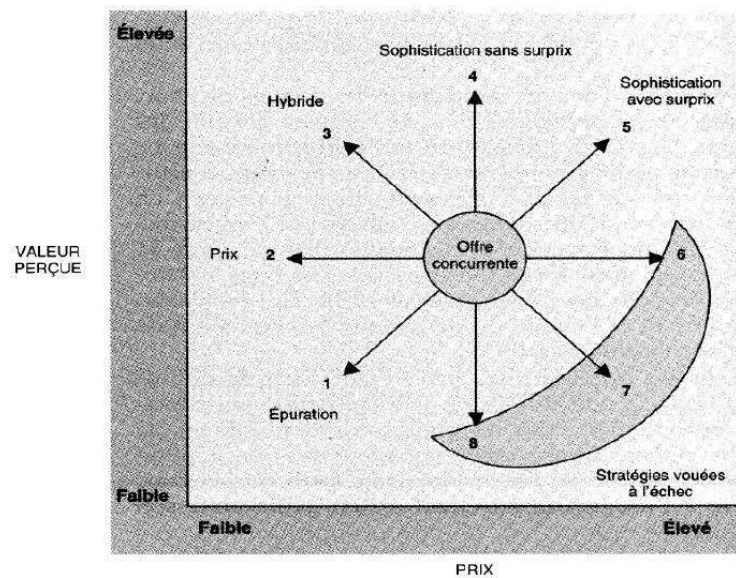 Élevée
Sophistication sans surprix
4
Sophistication
avec surprix
5
Hybride
3
VALEUR
PERÇUE
Prix
2
Offre
concurrente
6
1
Épuration
7
8
Stratégies vouées
à l'échec
Faible
Faible
Élevé
PRIX